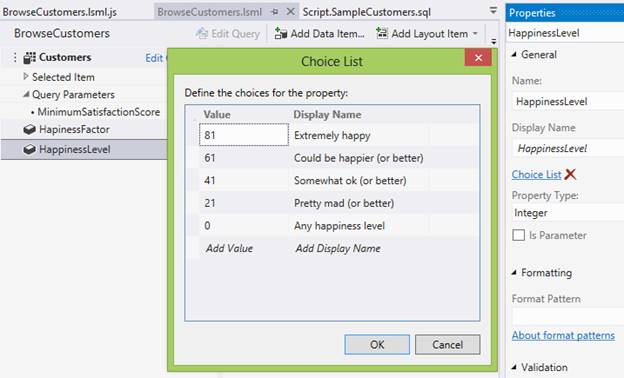 BrowseCustomers.lsml.js
BrowseCustomers.lsml
Script.SampleCustomers.sql
Properties
BrowseCustomers
Edit Query
Add Data Item...
Add Layout Item
HappinessLevel
Customers
Edit
Selected Item
Query Parameters
• MinimumSatisfactionScore
HapinessFactor
HappinessLevel
Choice List
Define the choices for the property:
Value Display Name
81 Extremely happy
61 Could be happier (or better)
41 Somewhat ok (or better)
21 Pretty mad (or better)
0 Any happiness level
Add Value Add Display Name
OK Cancel
General
Name:
HappinessLevel
Display Name
HappinessLevel
Choice List
Property Type:
Integer
Is Parameter
Formatting
Format Pattern
About format patterns
Validation